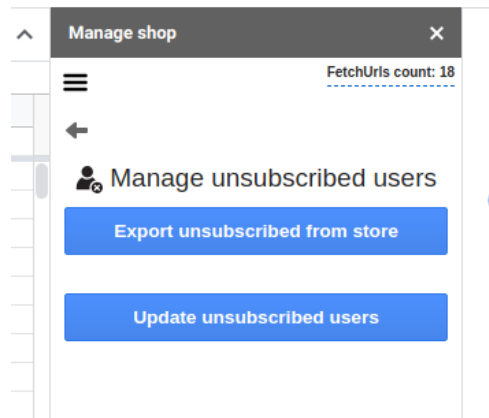 Manage shop
FetchUrls count: 18
Manage unsubscribed users
Export unsubscribed from store
Update unsubscribed users